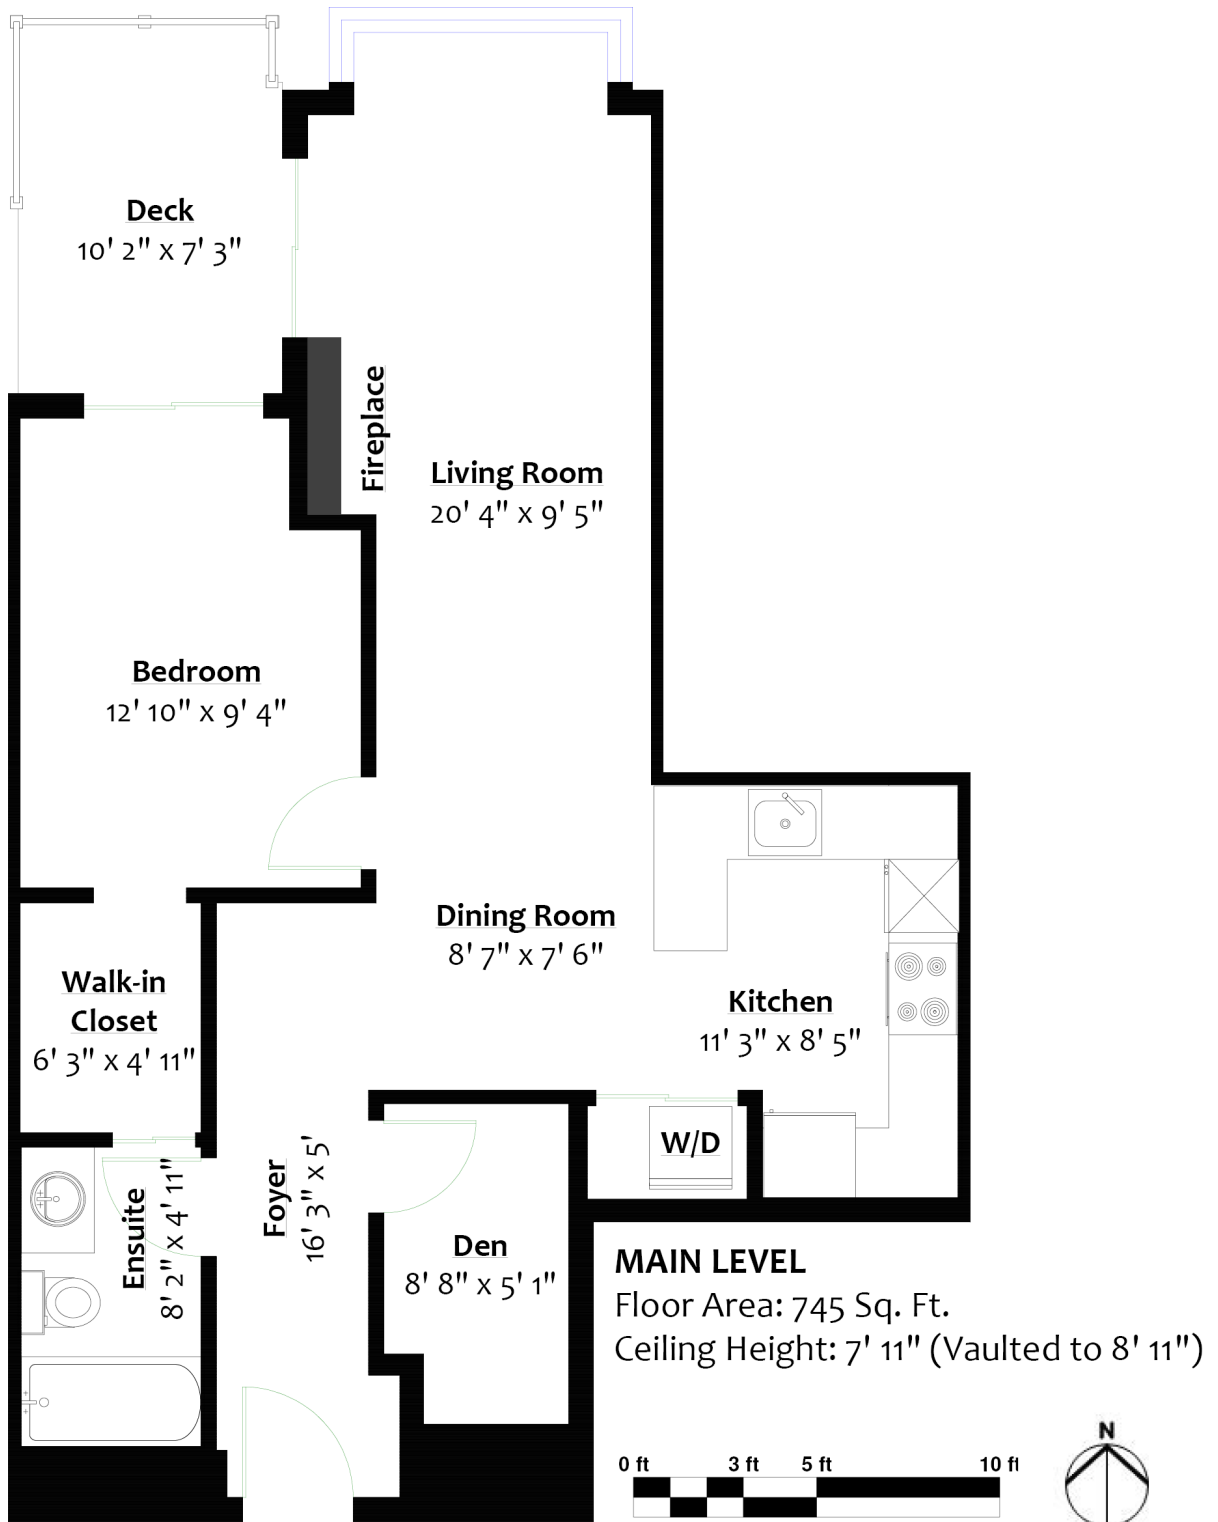 Deck
10' 2" x 7' 3"
Fireplace
Living Room
20' 4" x 9' 5"
Bedroom
12' 10" x 9' 4"
Dining Room
8' 7" x 7' 6"
Walk-in
Closet
6' 3" x 4' 11"
Kitchen
11' 3" x 8' 5"
W/D
Ensuite
8' 2" x 4' 11"
Foyer
16' 3" x 5'
Den
8' 8" x 5' 1"
MAIN LEVEL
Floor Area: 745 Sq. Ft.
Ceiling Height: 7' 11" (Vaulted to 8' 11")
0 ft 3 ft 5 ft 10 ft
N